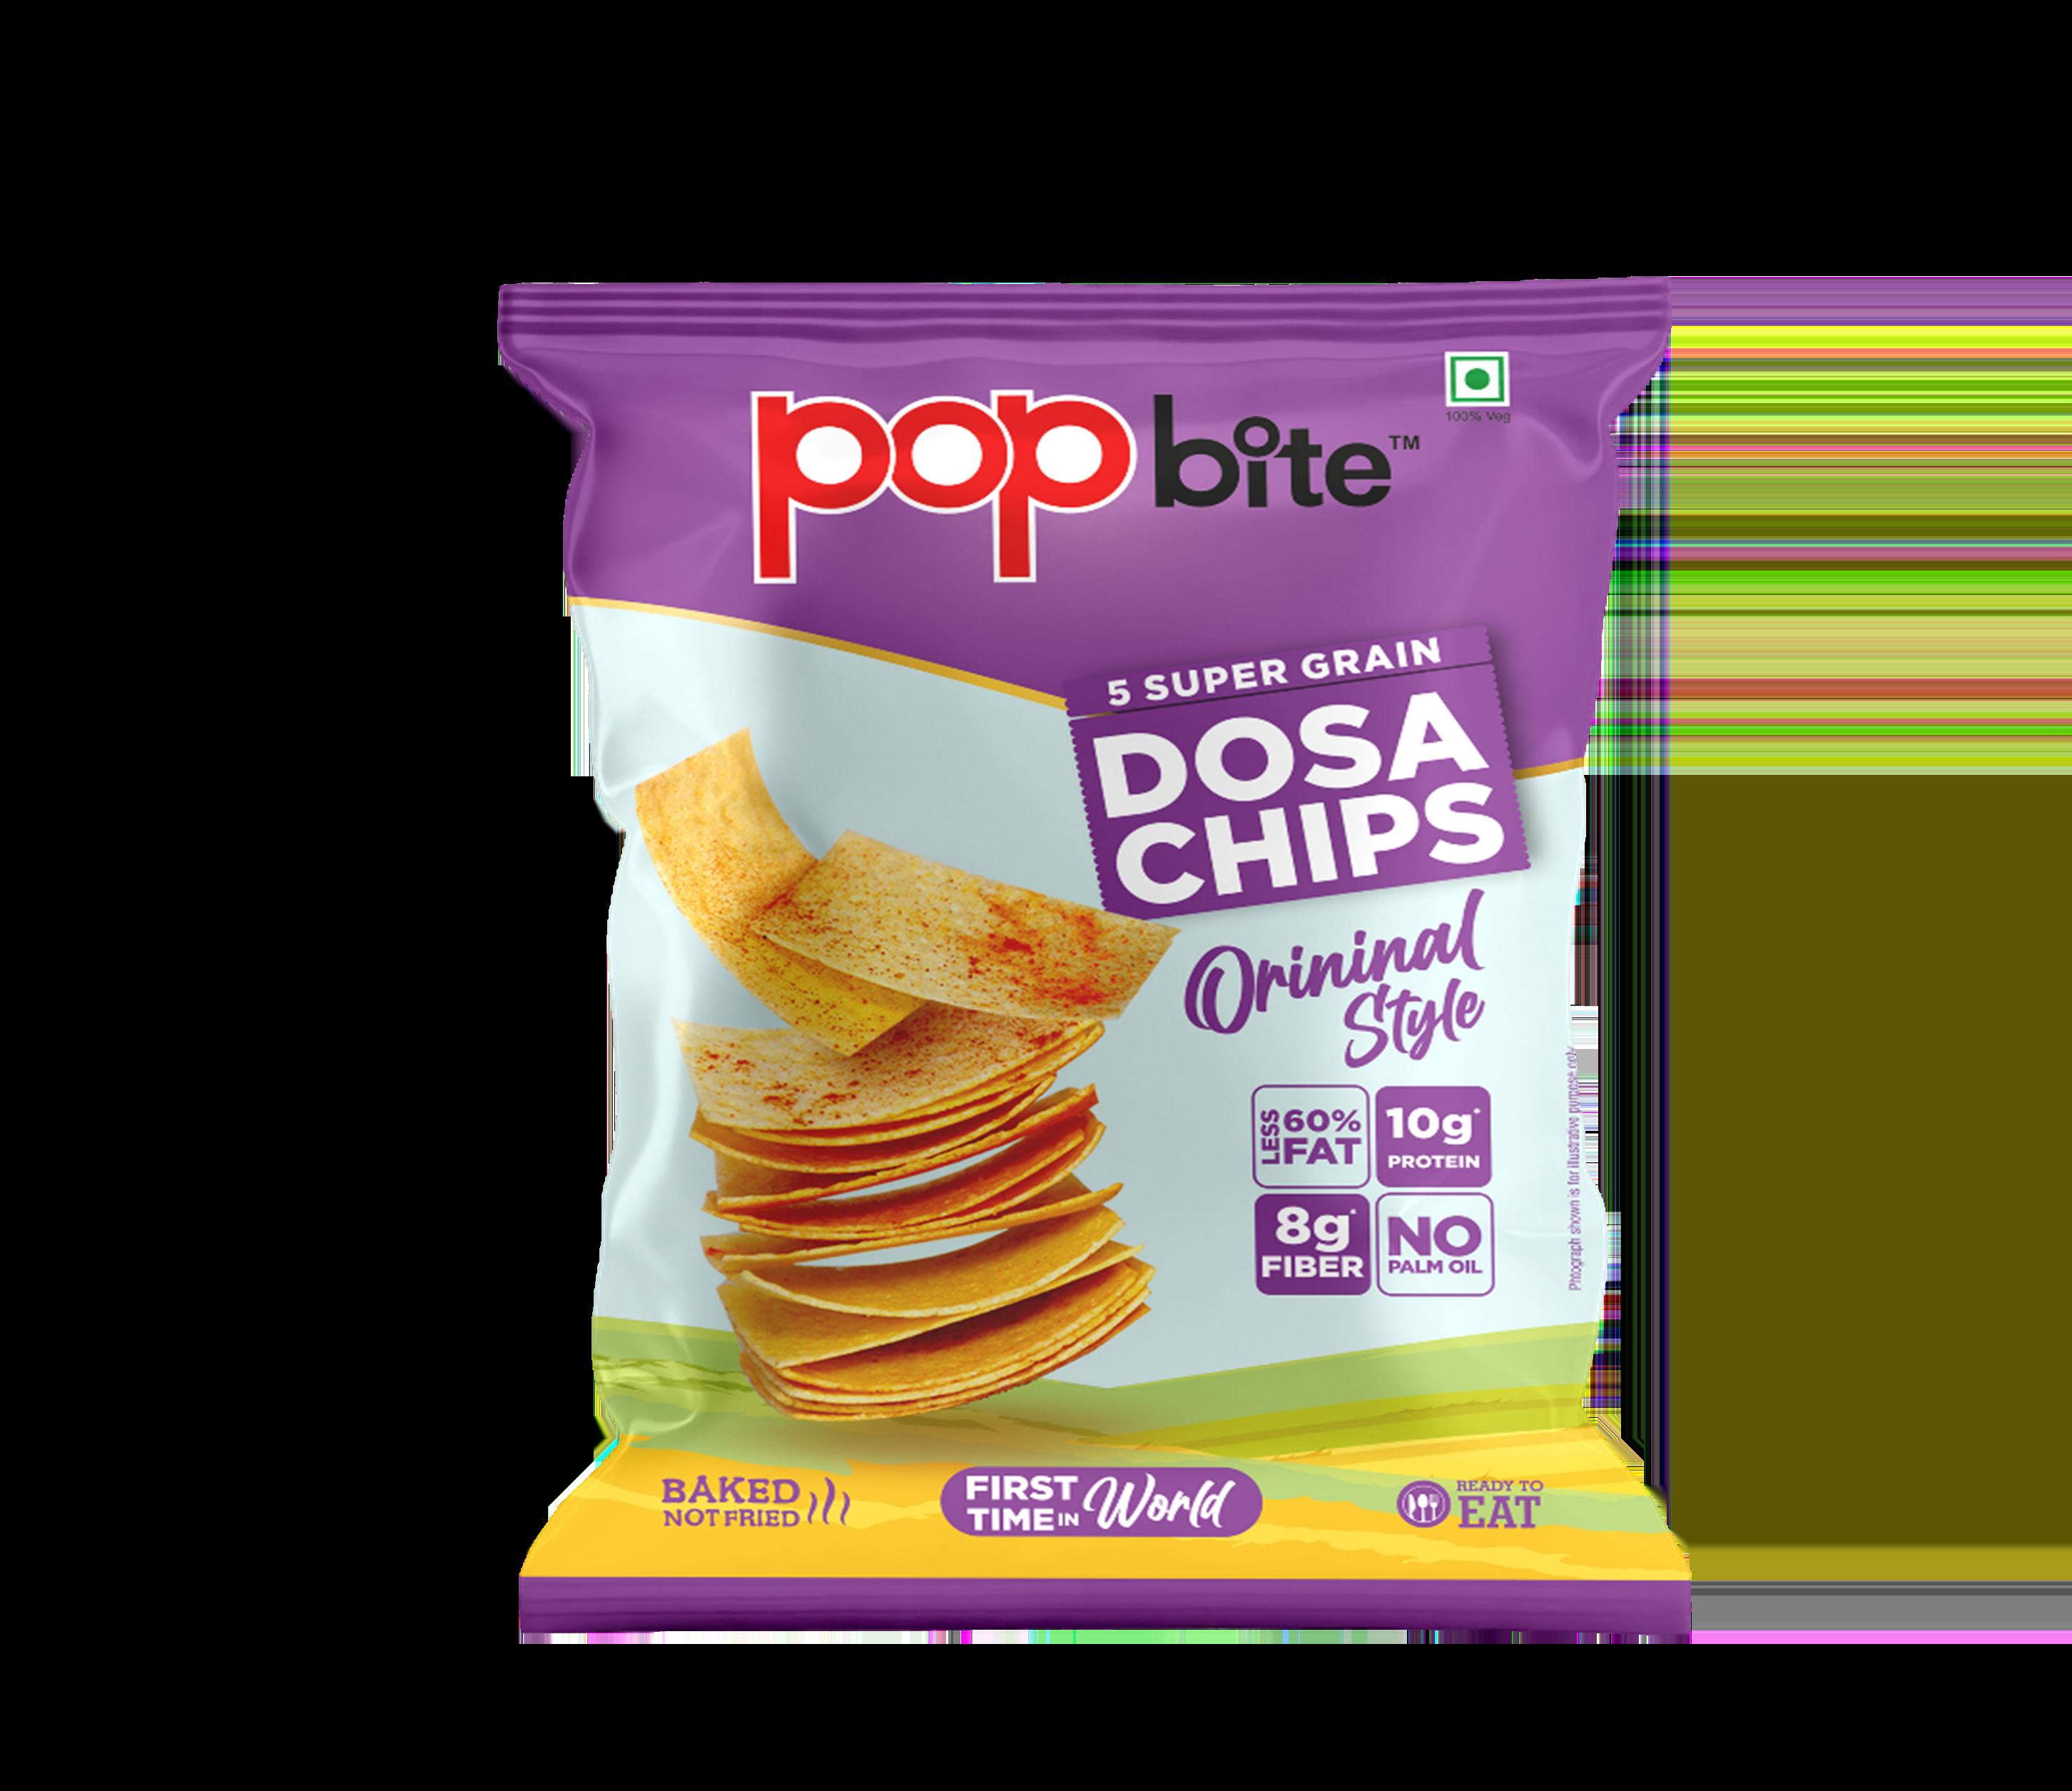 pop bite™
100% Veg
5 SUPER GRAIN
DOSA
CHIPS
Orininal
Style
LESS
60%
FAT
10g*
PROTEIN
8g*
FIBER
NO
PALM OIL
Phtograph shown is for illustrative purpose only
BAKED
NOT FRIED
FIRST
TIME IN World
READY TO
EAT